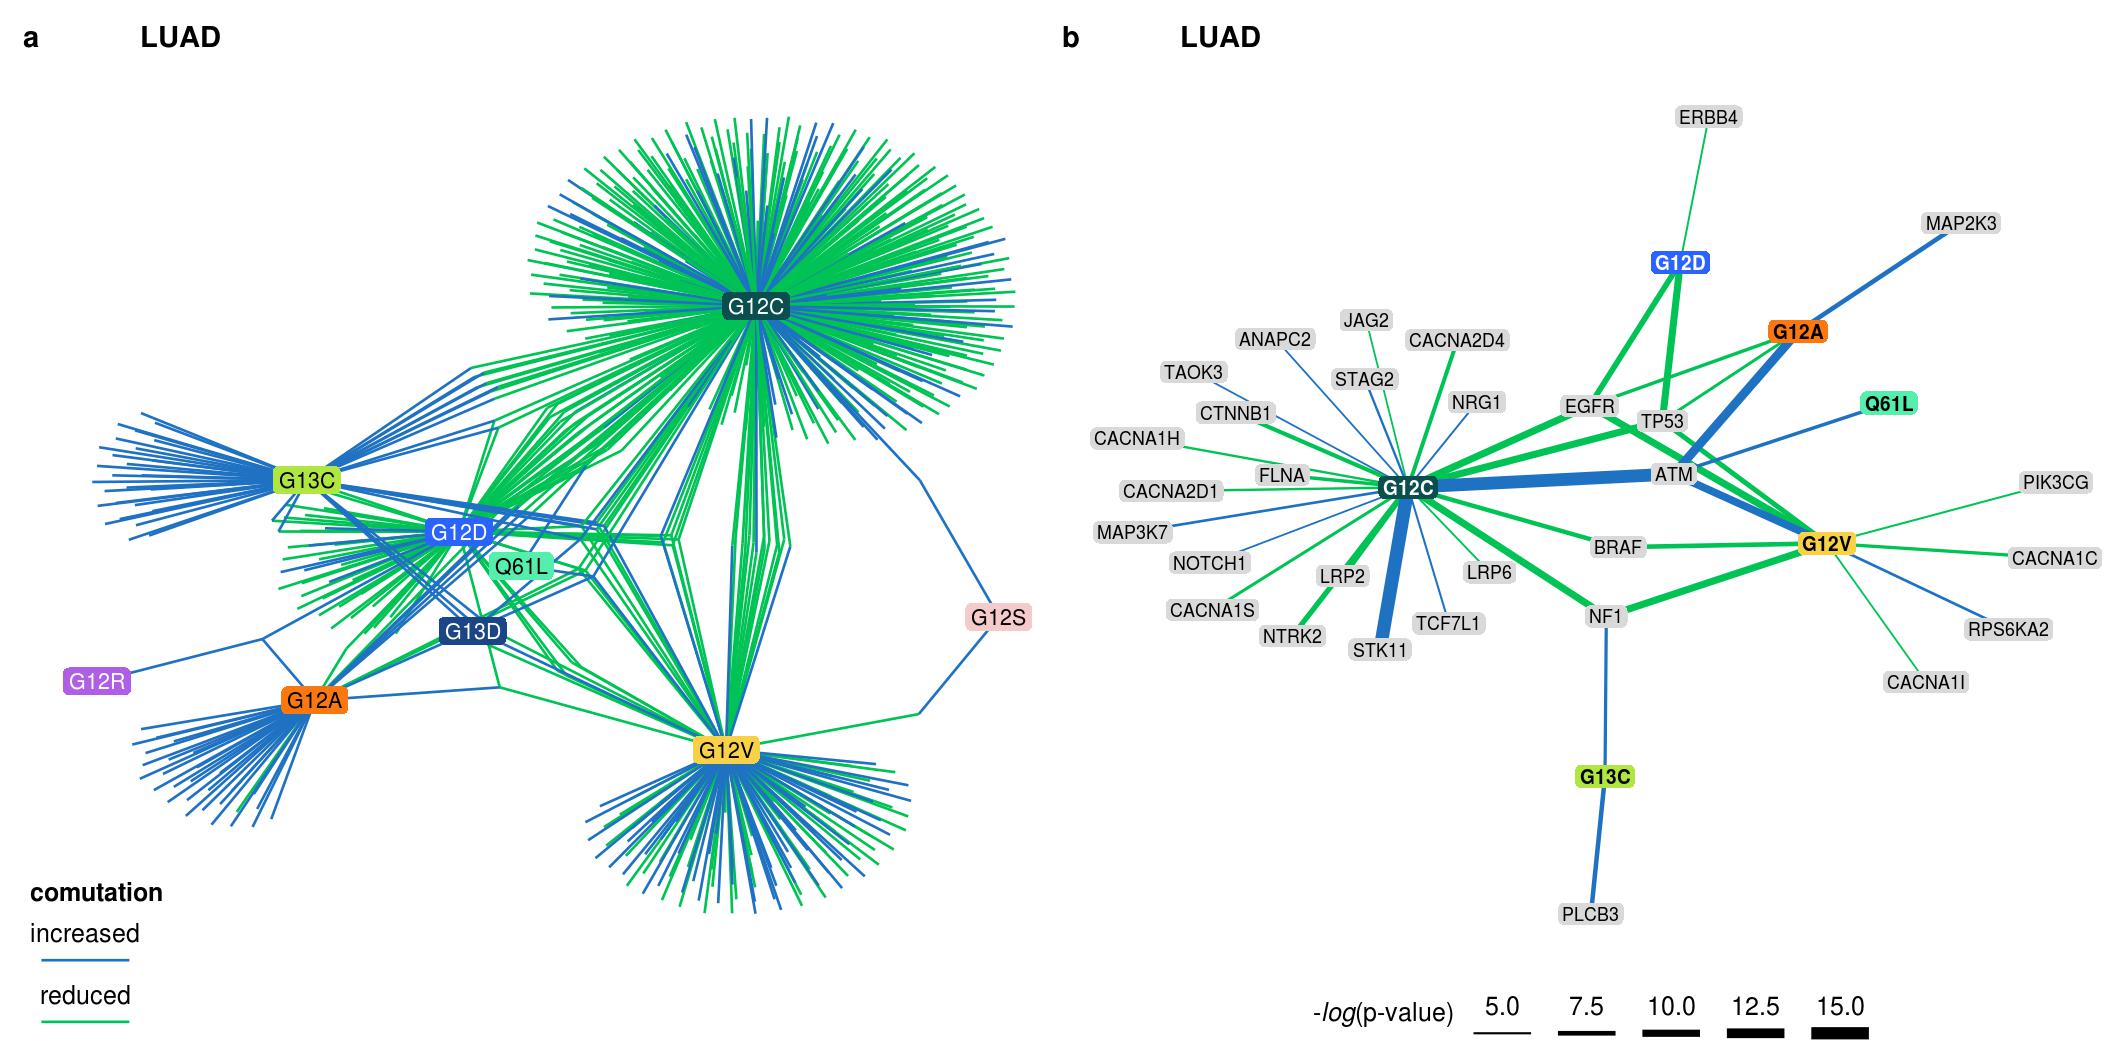 a LUAD
G12C
G13C
G12D
Q61L
G13D
G12S
G12R
G12A
G12V
comutation
increased
reduced
b LUAD
ERBB4
MAP2K3
G12D
G12A
JAG2
ANAPC2
CACNA2D4
TAOK3
STAG2
NRG1
Q61L
CTNNB1
EGFR
TP53
CACNA1H
FLNA
ATM
G12C
CACNA2D1
PIK3CG
MAP3K7
BRAF
G12V
CACNA1C
NOTCH1
LRP2
LRP6
CACNA1S
NF1
TCF7L1
RPS6KA2
NTRK2
STK11
CACNA1I
G13C
PLCB3
-log(p-value) 5.0 7.5 10.0 12.5 15.0